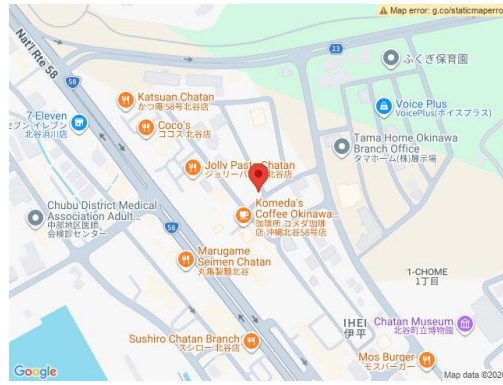 Map error: g.co/staticmaperro
Nat'l Rte 58
58
23
ふくぎ保育園
Katsuan Chatan
かつ庵 58号北谷店
Voice Plus
VoicePlus(ボイスプラス)
7-Eleven
セブン-イレブン
北谷浜川店
Coco's
ココス 北谷店
Tama Home Okinawa
Branch Office
タマホーム(株)展示場
Jolly Pasta Chatan
ジョリーパ 北谷店
Komeda's
Coffee Okinawa...
珈琲所 コメダ珈琲
店 沖縄北谷58号店
Chubu District Medical
Association Adult...
中部地区医師
会検診センター
58
Marugame
Seimen Chatan
丸亀製麺北谷
1-CHOME
1丁目
IHEI
伊平
Chatan Museum
北谷町立博物館
Sushiro Chatan Branch
スシロー 北谷店
Mos Burger
モスバーガー
Google
Map data ©202